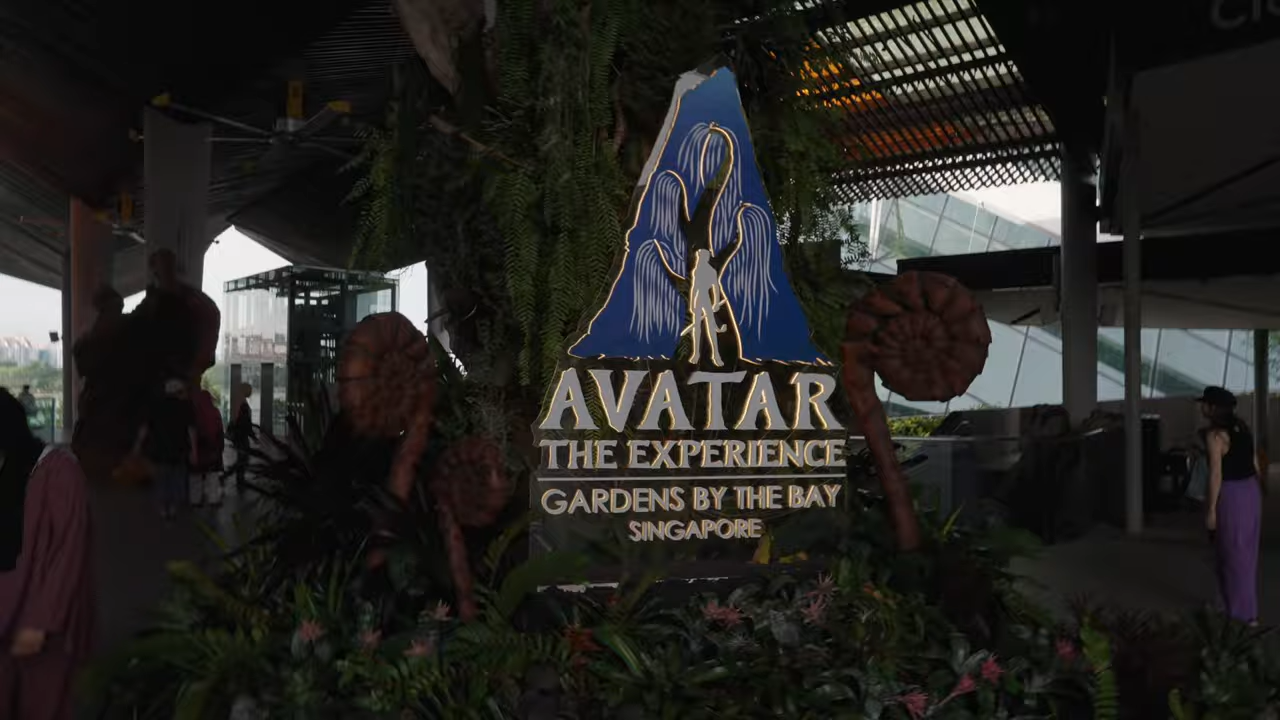 AVATAR
THE EXPERIENCE
GARDENS BY THE BAY
SINGAPORE